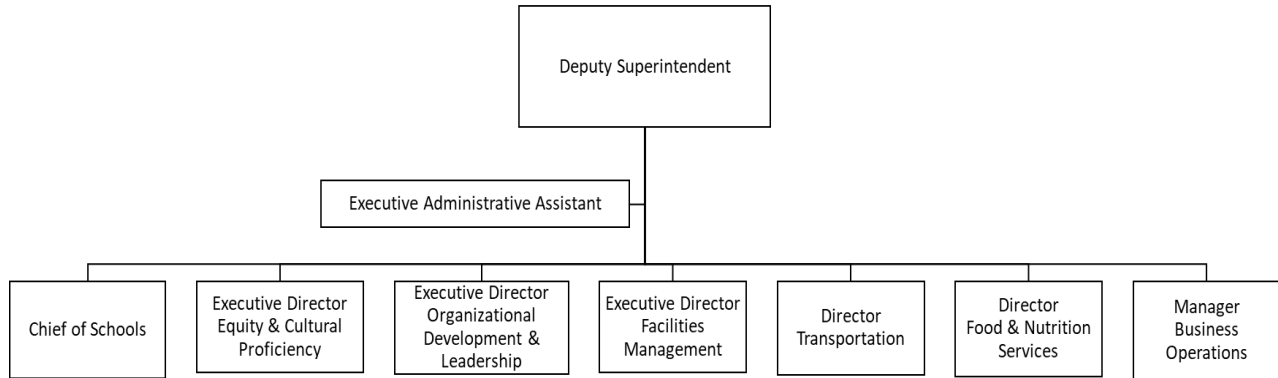 Deputy Superintendent
Executive Administrative Assistant
Chief of Schools
Executive Director
Equity & Cultural
Proficiency
Executive Director
Organizational
Development &
Leadership
Executive Director
Facilities
Management
Director
Transportation
Director
Food & Nutrition
Services
Manager
Business
Operations